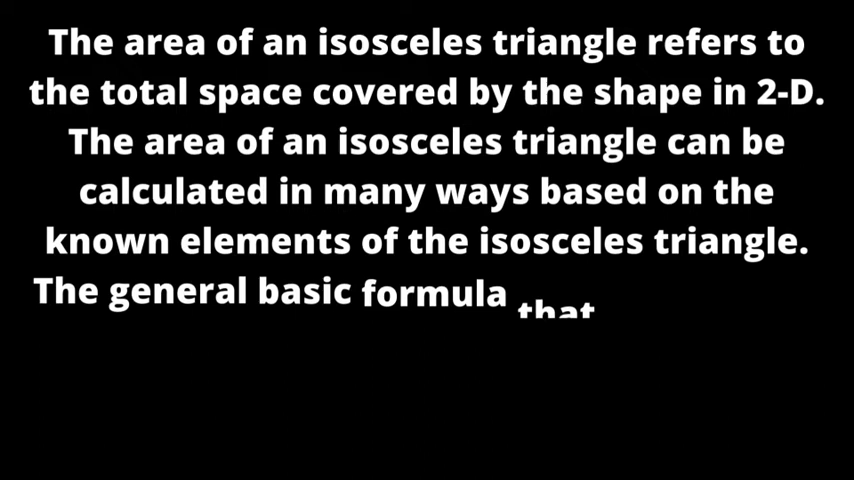 The area of an isosceles triangle refers to
the total space covered by the shape in 2-D.
The area of an isosceles triangle can be
calculated in many ways based on the
known elements of the isosceles triangle.
The general basic formula that